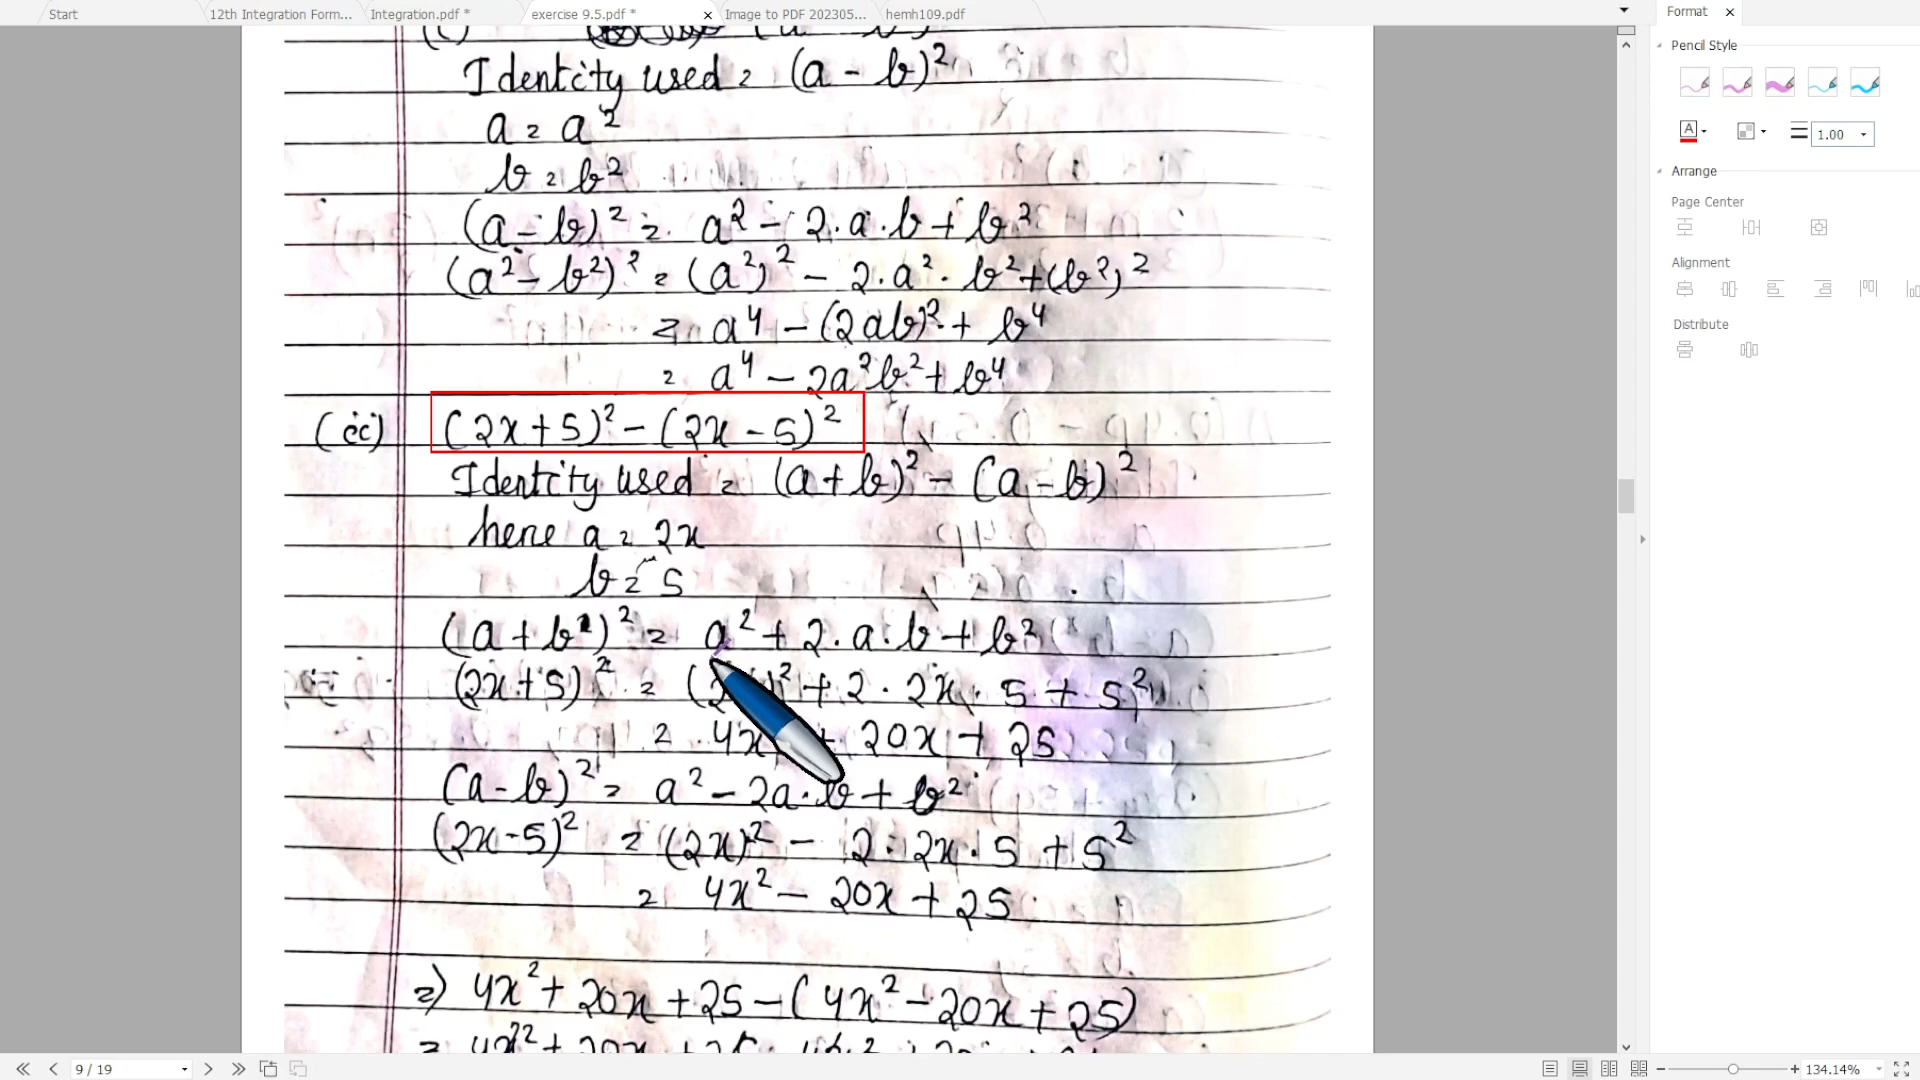 Start 12th Integration Form... Integration.pdf * exercise 9.5.pdf * Image to PDF 202305... hemh109.pdf
Format
Pencil Style
1.00
Arrange
Page Center
Alignment
Distribute
Identity used = (a - b)²
a = a²
b = b²
(a - b)² = a² - 2.a.b + b²
(a² - b²)² = (a²)² - 2.a².b² + (b²)²
= a⁴ - (2ab)² + b⁴
= a⁴ - 2a²b² + b⁴
(ii) (2x+5)² - (2x-5)²
Identity used = (a+b)² - (a-b)²
here a = 2x
b = 5
(a+b)² = a² + 2.a.b + b²
(2x+5)² = (2x)² + 2.2x.5 + 5²
= 4x + 20x + 25
(a-b)² = a² - 2a.b + b²
(2x-5)² = (2x)² - 2.2x.5 + 5²
= 4x² - 20x + 25
=) 4x² + 20x + 25 - (4x² - 20x + 25)
9 / 19
134.14%